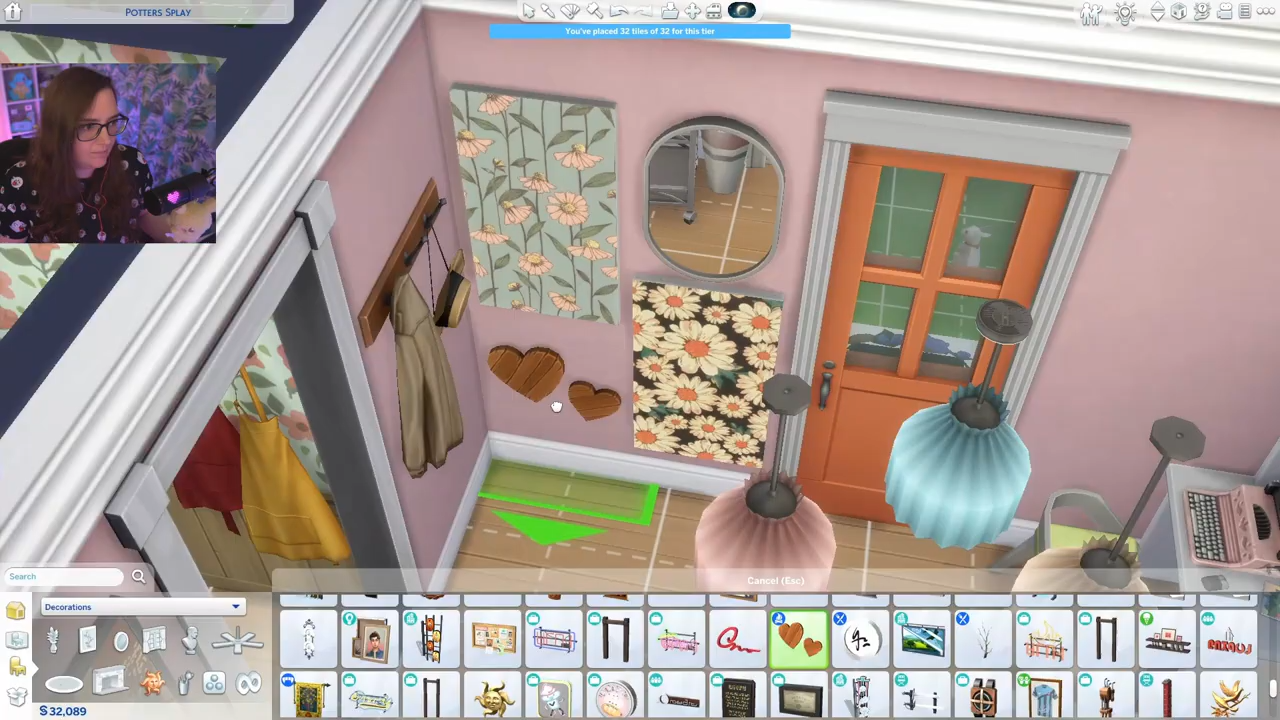 Potters Splay
You've placed 32 tiles of 32 for this tier
Cancel (Esc)
Search
Decorations
$32,089